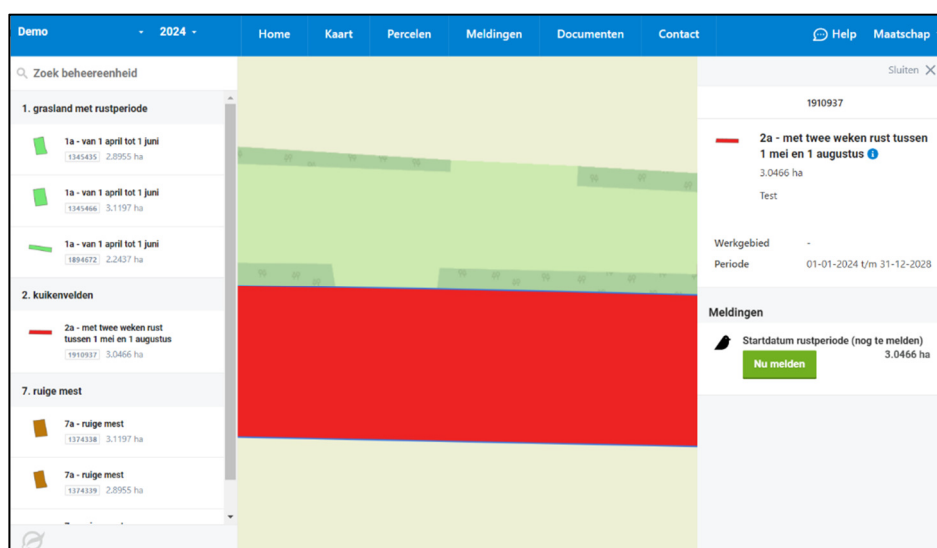 Demo 2024 Home Kaart Percelen Meldingen Documenten Contact Help Maatschap
Zoek beheereenheid
1. grasland met rustperiode
1a - van 1 april tot 1 juni
1345435 2.8955 ha
1a - van 1 april tot 1 juni
1345466 3.1197 ha
1a - van 1 april tot 1 juni
1894672 2.2437 ha
2. kuikenvelden
2a - met twee weken rust
tussen 1 mei en 1 augustus
1910937 3.0466 ha
7. ruige mest
7a - ruige mest
1374338 3.1197 ha
7a - ruige mest
1374339 2.8955 ha
Sluiten
1910937
2a - met twee weken rust tussen
1 mei en 1 augustus
3.0466 ha
Test
Werkgebied -
Periode 01-01-2024 t/m 31-12-2028
Meldingen
Startdatum rustperiode (nog te melden)
3.0466 ha
Nu melden